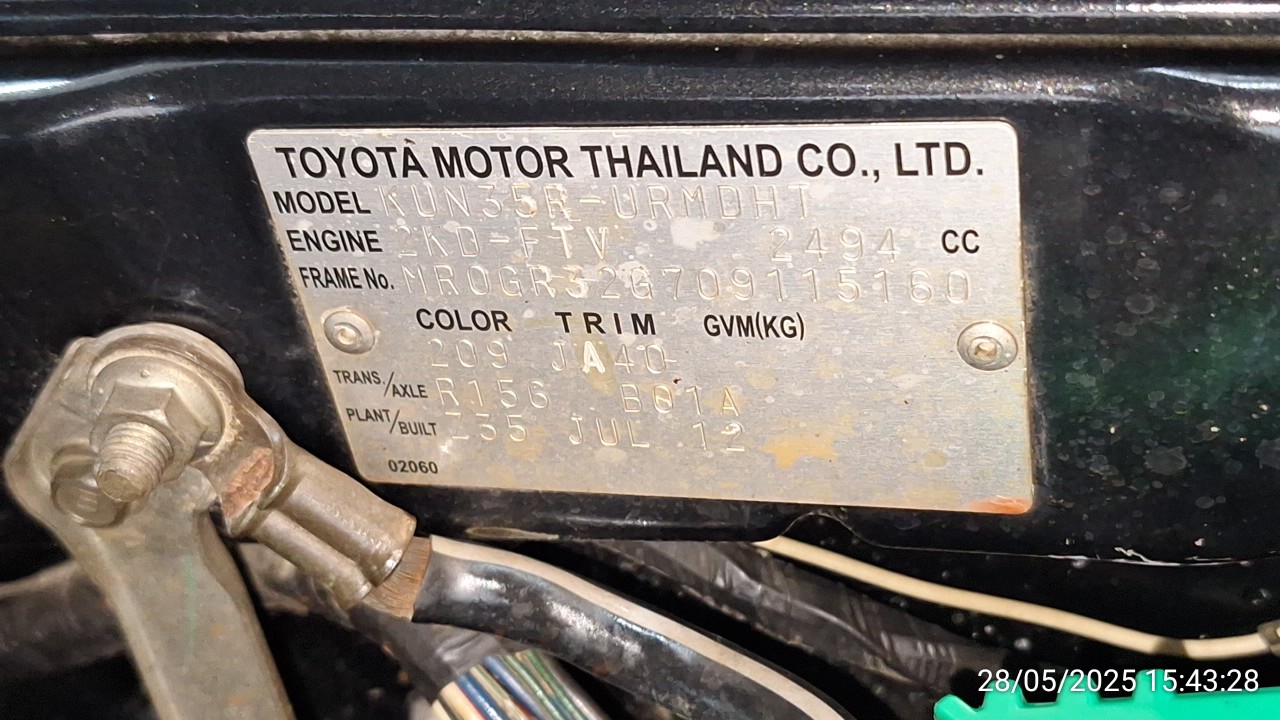 TOYOTA MOTOR THAILAND CO., LTD.
MODEL KUN35R-URMDHT
ENGINE 2KD-FTV 2494 CC
FRAME No. MR0GR32G709115160
COLOR TRIM GVM(KG)
209 JA40
TRANS./AXLE R156 B01A
PLANT/BUILT Z35 JUL 12
02060
28/05/2025 15:43:28